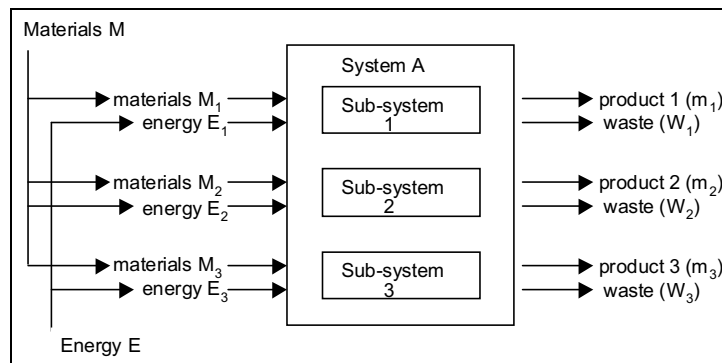 Materials M
System A
materials M₁
energy E₁
Sub-system
1
product 1 (m₁)
waste (W₁)
materials M₂
energy E₂
Sub-system
2
product 2 (m₂)
waste (W₂)
materials M₃
energy E₃
Sub-system
3
product 3 (m₃)
waste (W₃)
Energy E